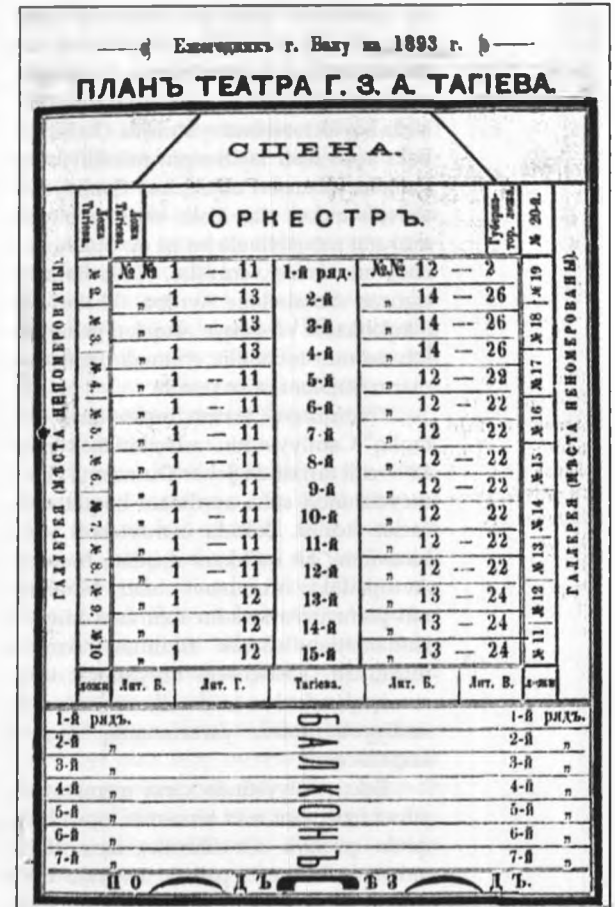 Ежегодникъ г. Баку на 1893 г.
ПЛАНЪ ТЕАТРА Г. З. А. ТАГІЕВА.
СЦЕНА.
ОРКЕСТРЪ.
Ложа Тагіева
Ложа
Губернатор. ложа.
№ 20-й.
ГАЛЛЕРЕЯ (МѢСТА НЕНОМЕРОВАНЫ).
ГАЛЛЕРЕЯ (МѢСТА НЕНОМЕРОВАНЫ).
№№ 1 — 11 1-й ряд. №№ 12 — 2
„ 1 — 13 2-й „ 14 — 26
„ 1 — 13 3-й „ 14 — 26
„ 1 — 13 4-й „ 14 — 26
„ 1 — 11 5-й „ 12 — 22
„ 1 — 11 6-й „ 12 — 22
„ 1 — 11 7-й „ 12 — 22
„ 1 — 11 8-й „ 12 — 22
„ 1 — 11 9-й „ 12 — 22
„ 1 — 11 10-й „ 12 — 22
„ 1 — 11 11-й „ 12 — 22
„ 1 — 11 12-й „ 12 — 22
„ 1 — 12 13-й „ 13 — 24
„ 1 — 12 14-й „ 13 — 24
„ 1 — 12 15-й „ 13 — 24
№ 2.
№ 3.
№ 4.
№ 6.
№ 7.
№ 8.
№ 9.
№ 19
№ 18
№ 17
№ 16
№ 15
№ 14
№ 13
№ 12
№ 11
ложи Лит. Б. Лит. Г. Лит. Б. Лит. В. ложи
БАЛКОНЪ
1-й рядъ. 1-й рядъ.
2-й „ 2-й „
3-й „ 3-й „
4-й „ 4-й „
5-й „ 5-й „
6-й „ 6-й „
7-й „ 7-й „
ПОДЪѢЗДЪ.